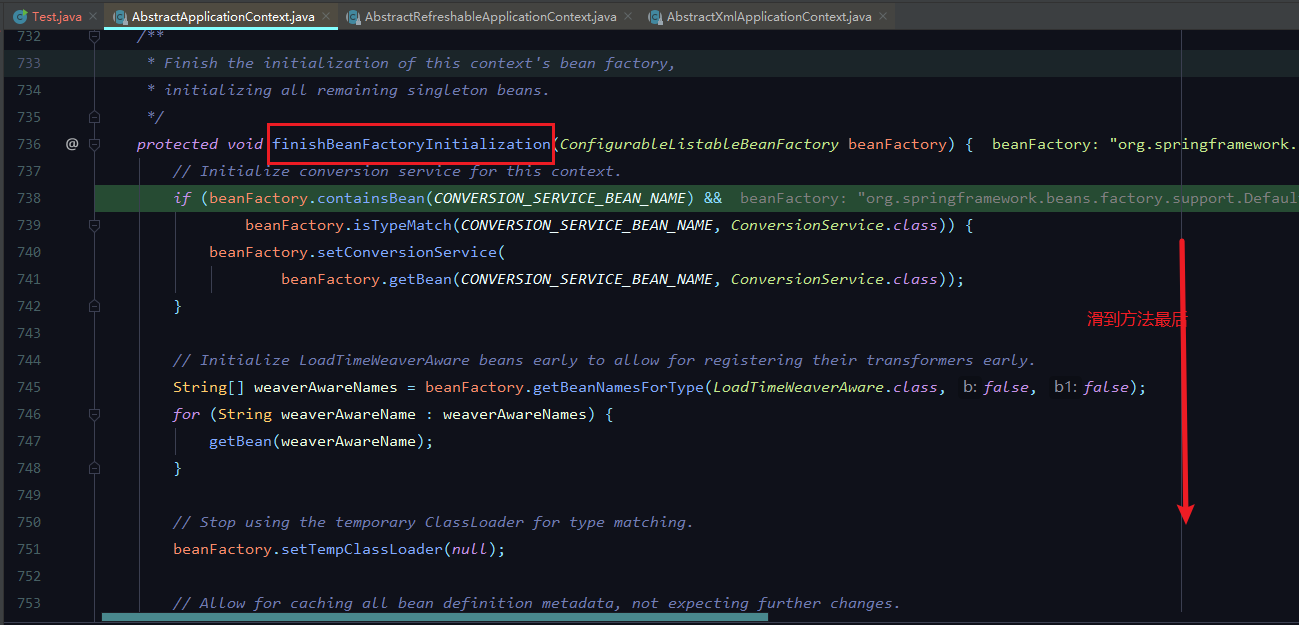 Test.java
AbstractApplicationContext.java
AbstractRefreshableApplicationContext.java
AbstractXmlApplicationContext.java
732 /**
733 * Finish the initialization of this context's bean factory,
734 * initializing all remaining singleton beans.
735 */
736 @ protected void finishBeanFactoryInitialization(ConfigurableListableBeanFactory beanFactory) { beanFactory: "org.springframework.
737 // Initialize conversion service for this context.
738 if (beanFactory.containsBean(CONVERSION_SERVICE_BEAN_NAME) && beanFactory: "org.springframework.beans.factory.support.Defaul
739 beanFactory.isTypeMatch(CONVERSION_SERVICE_BEAN_NAME, ConversionService.class)) {
740 beanFactory.setConversionService(
741 beanFactory.getBean(CONVERSION_SERVICE_BEAN_NAME, ConversionService.class));
742 }
滑到方法最后
743
744 // Initialize LoadTimeWeaverAware beans early to allow for registering their transformers early.
745 String[] weaverAwareNames = beanFactory.getBeanNamesForType(LoadTimeWeaverAware.class, b: false, b1: false);
746 for (String weaverAwareName : weaverAwareNames) {
747 getBean(weaverAwareName);
748 }
749
750 // Stop using the temporary ClassLoader for type matching.
751 beanFactory.setTempClassLoader(null);
752
753 // Allow for caching all bean definition metadata, not expecting further changes.